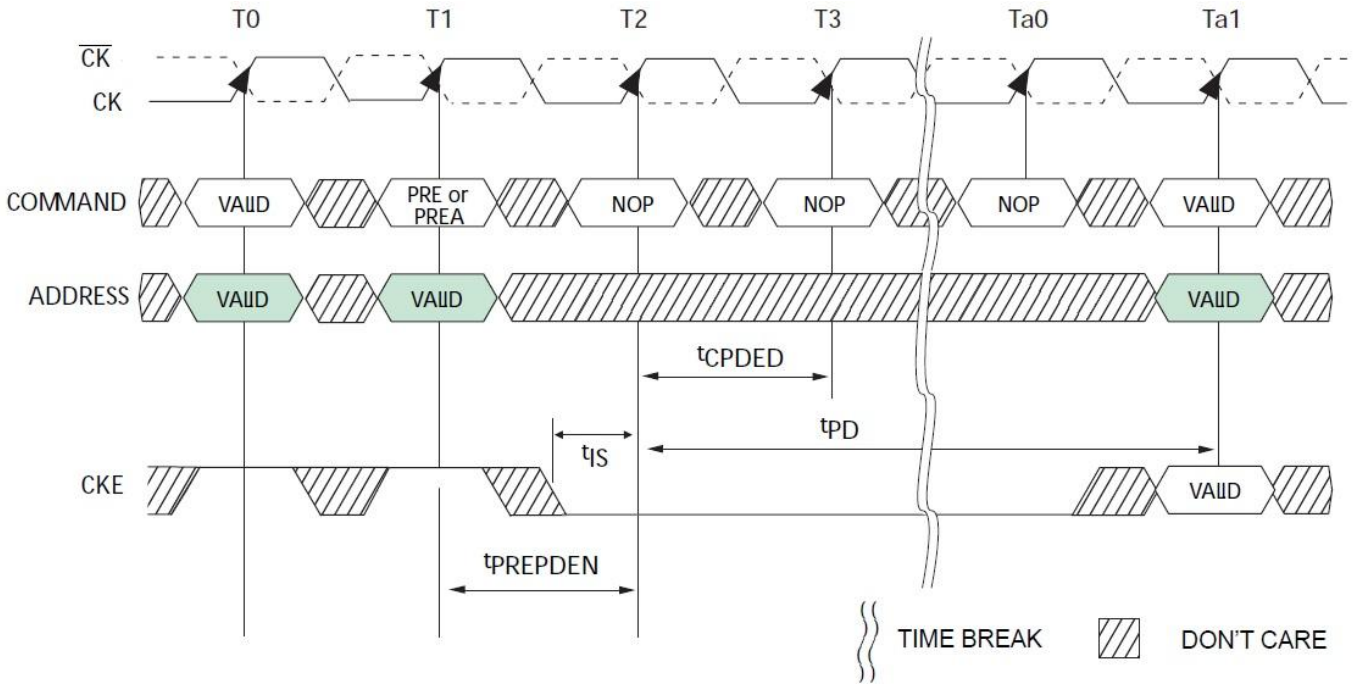 T0 T1 T2 T3 Ta0 Ta1
CK
CK
COMMAND VALID PRE or PREA NOP NOP NOP VALID
ADDRESS VALID VALID VALID
tCPDED
tIS tPD
CKE VALID
tPREPDEN
TIME BREAK DON'T CARE